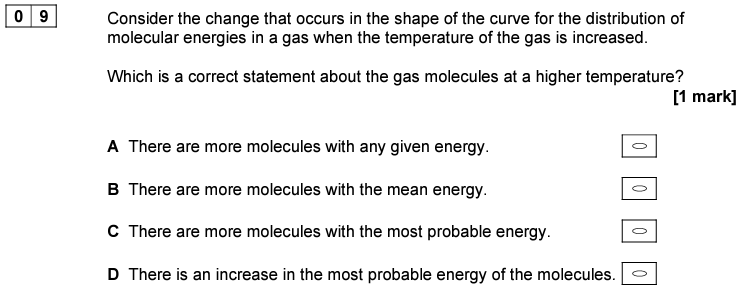 0 9
Consider the change that occurs in the shape of the curve for the distribution of
molecular energies in a gas when the temperature of the gas is increased.
Which is a correct statement about the gas molecules at a higher temperature?
[1 mark]
A There are more molecules with any given energy.
B There are more molecules with the mean energy.
C There are more molecules with the most probable energy.
D There is an increase in the most probable energy of the molecules.